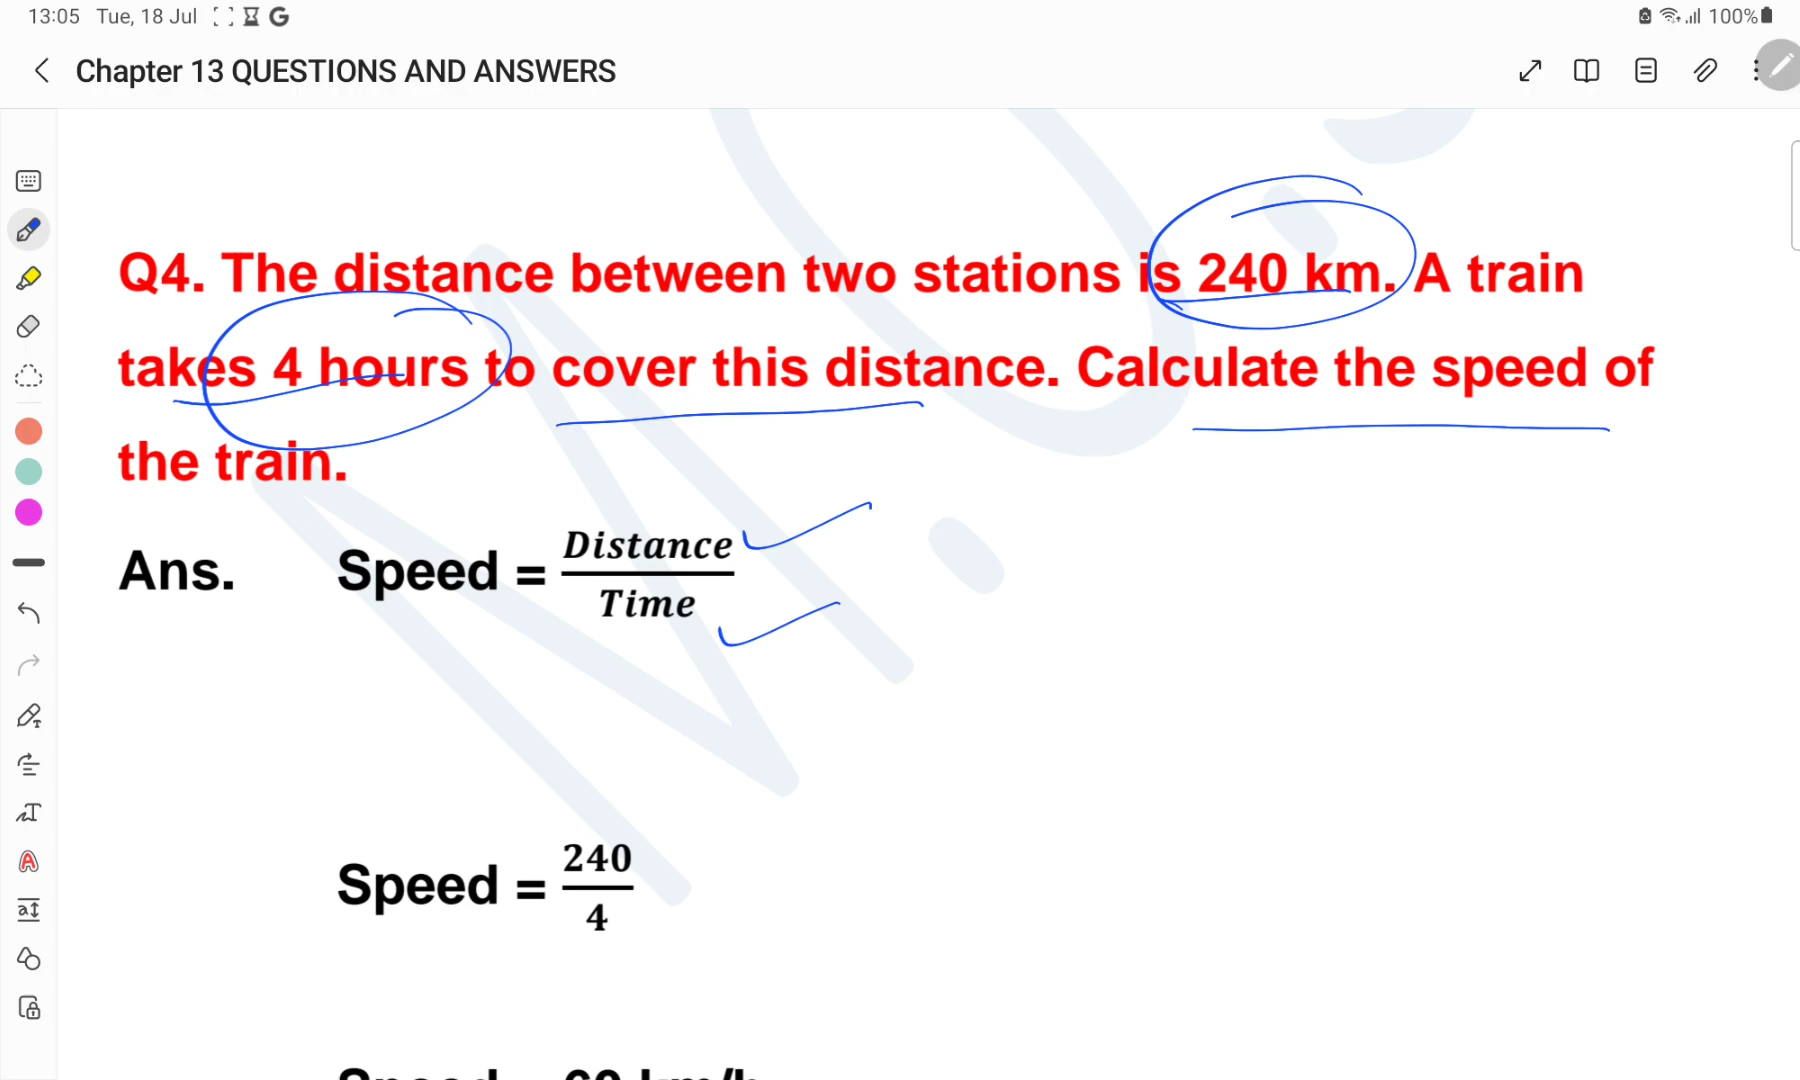 13:05 Tue, 18 Jul G 100%
Chapter 13 QUESTIONS AND ANSWERS
Q4. The distance between two stations is 240 km. A train
takes 4 hours to cover this distance. Calculate the speed of
the train.
Ans. Speed = Distance
Time
Speed = 240
4